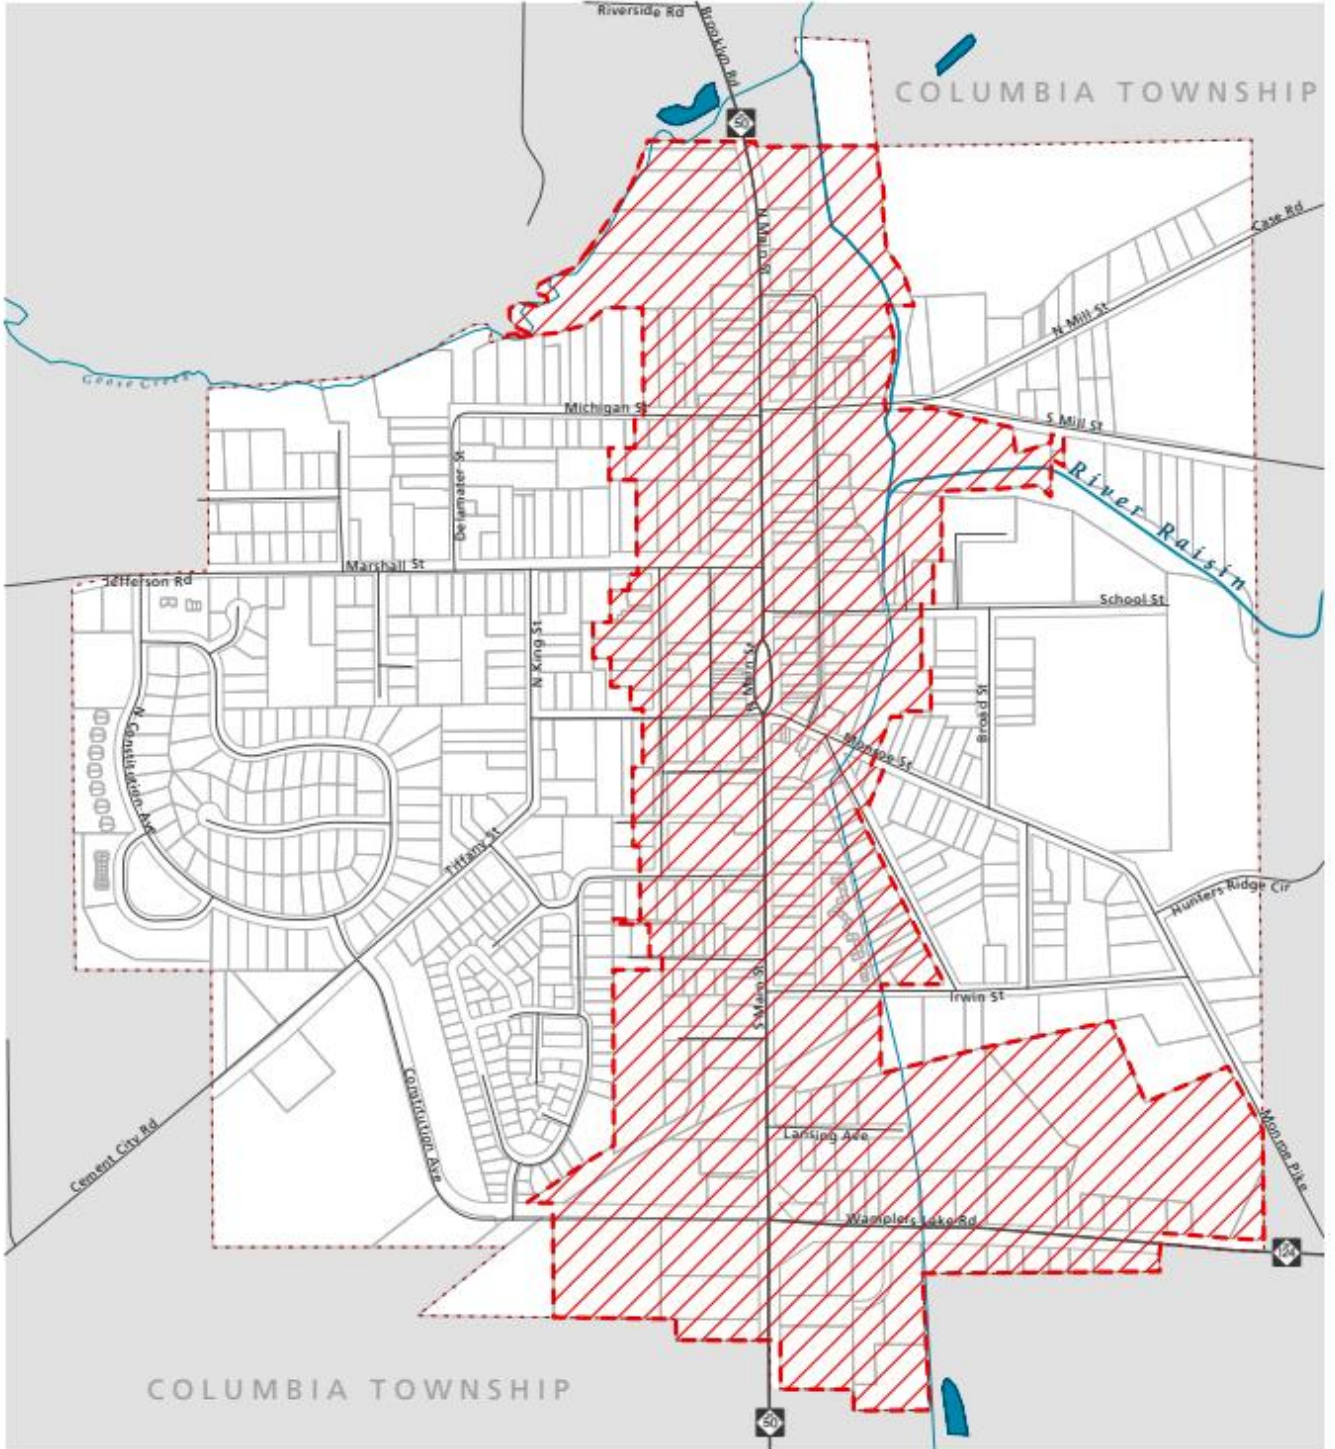 Riverside Rd
Brooklyn Rd
COLUMBIA TOWNSHIP
50
N Main St
Case Rd
N Mill St
Goose Creek
Michigan St
S Mill St
River Raisin
Delamater St
Marshall St
Jefferson Rd
School St
N King St
N Main St
Broad St
N Constitution Ave
Monroe St
Tiffany St
Hunters Ridge Cir
S Main St
Irwin St
Constitution Ave
Lansing Ave
Monroe Pike
Cement City Rd
Wamplers Lake Rd
124
COLUMBIA TOWNSHIP
50